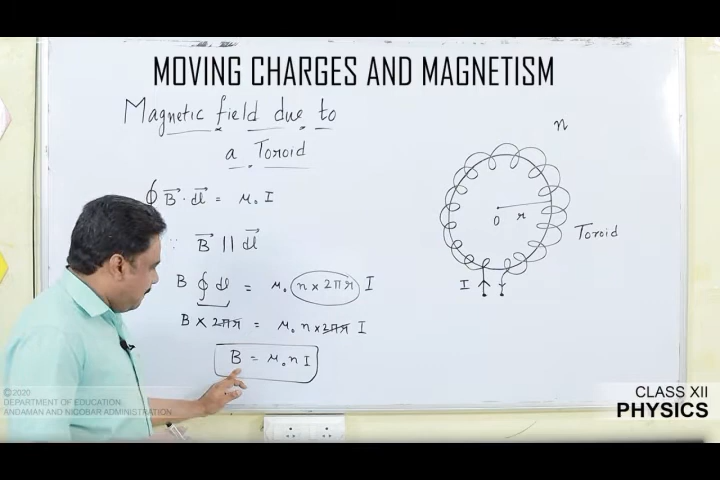 MOVING CHARGES AND MAGNETISM
Magnetic field due to
a Toroid
∮ B⃗ · dl⃗ = μ₀ I
∵ B⃗ || dl⃗
B ∮ dl = μ₀ (n × 2πr) I
B × 2πr = μ₀ n × 2πr I
B = μ₀ n I
n
O r
Toroid
I
©2020
DEPARTMENT OF EDUCATION
ANDAMAN AND NICOBAR ADMINISTRATION
CLASS XII
PHYSICS